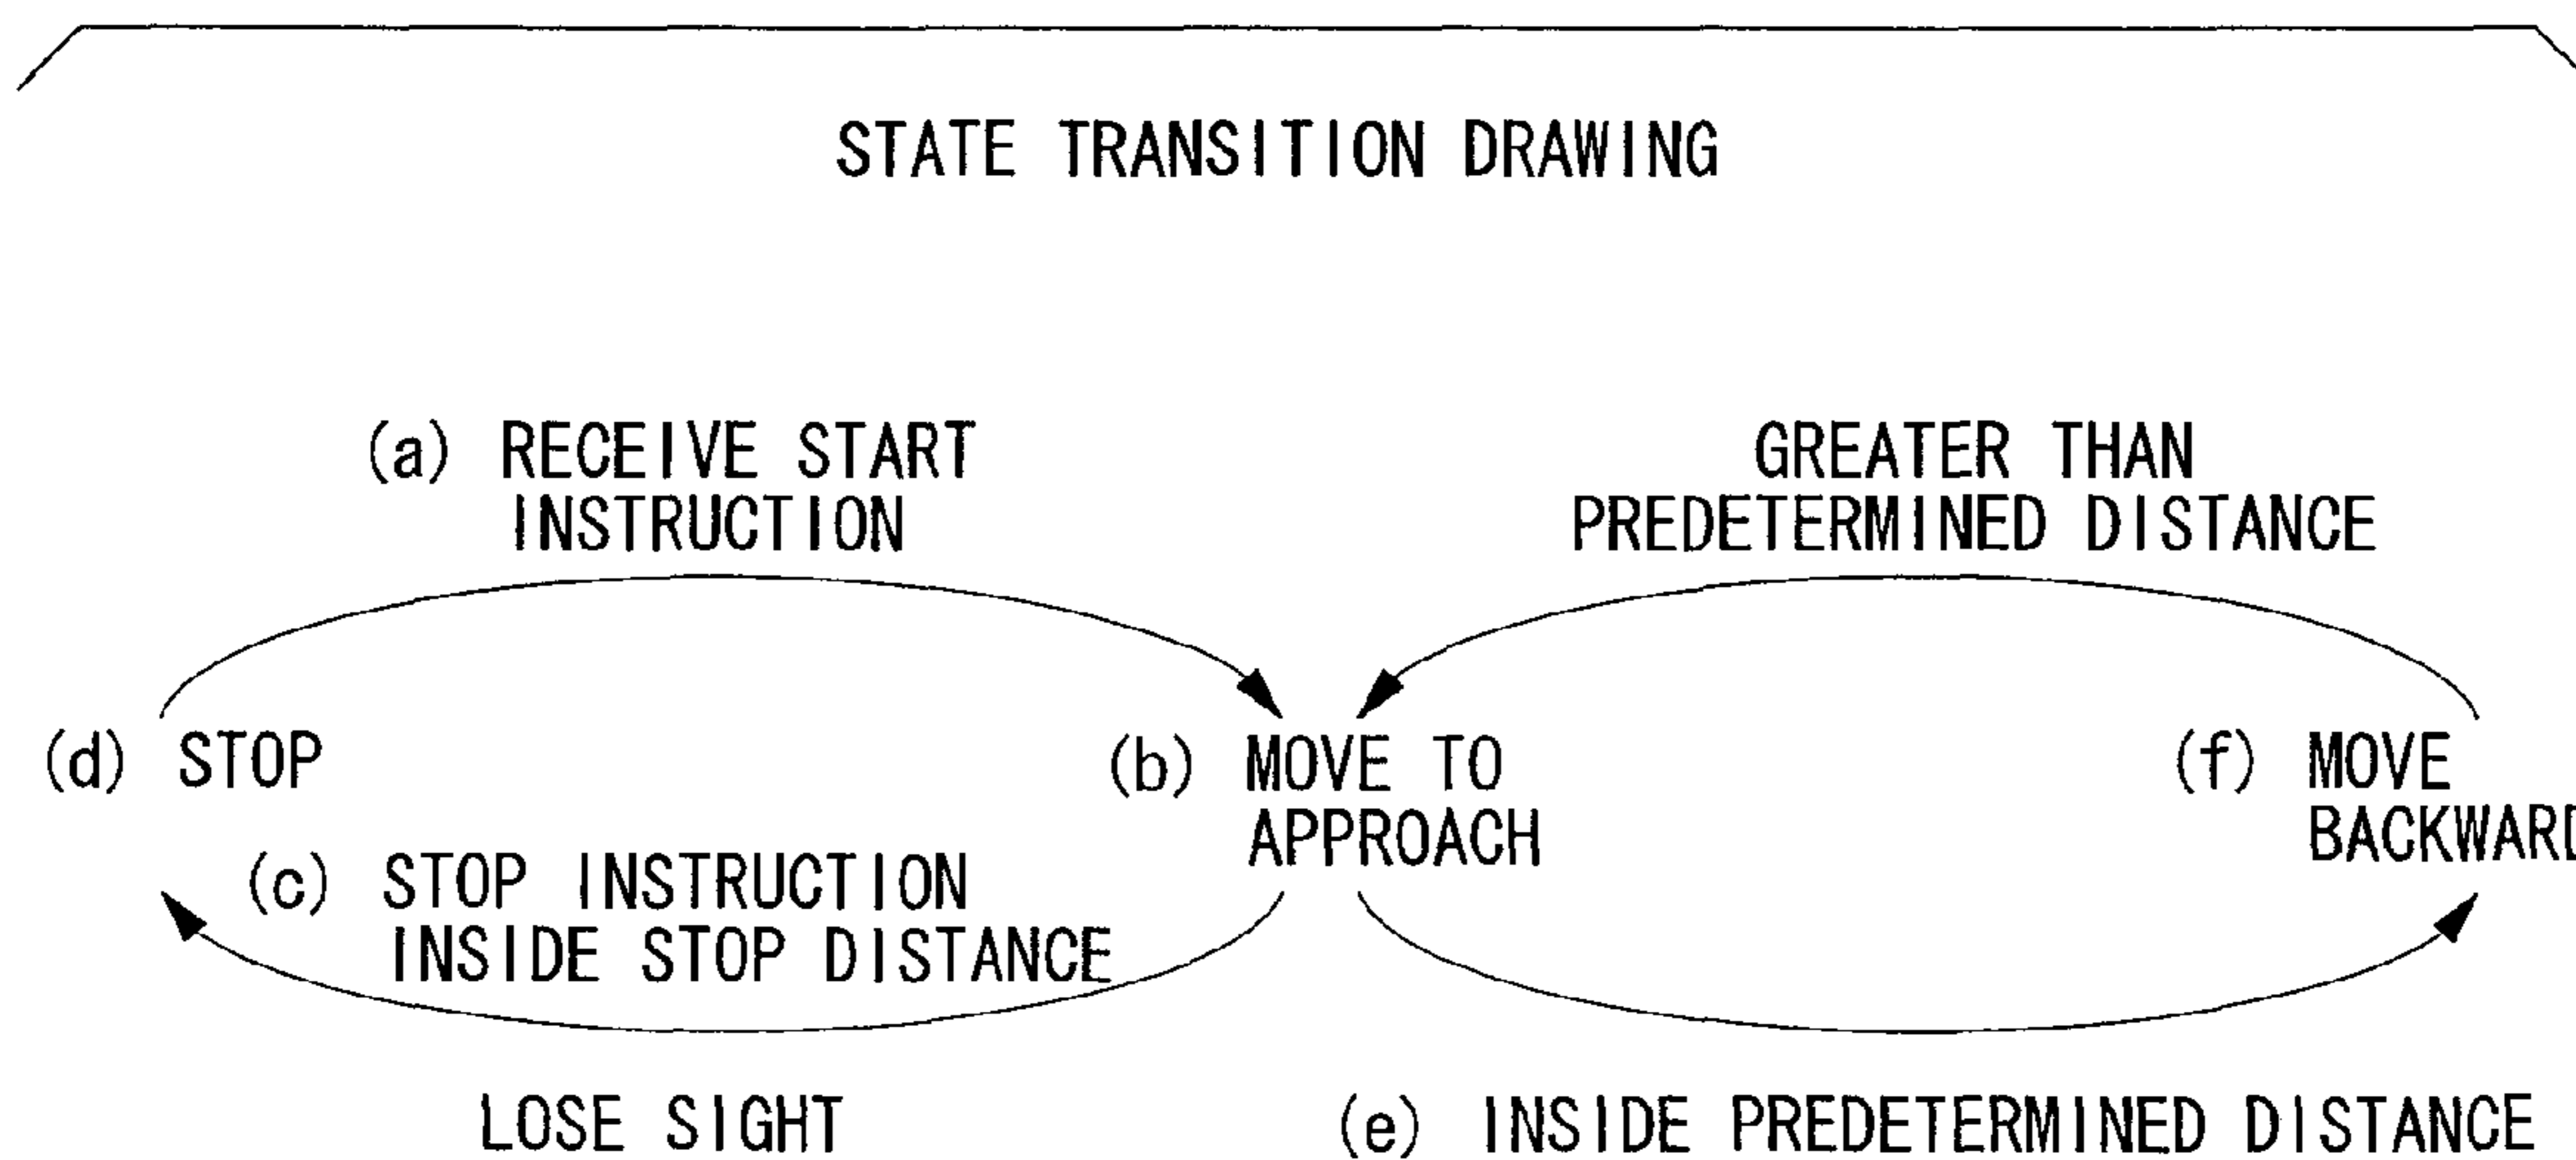 STATE TRANSITION DRAWING
(a) RECEIVE START
INSTRUCTION
GREATER THAN
PREDETERMINED DISTANCE
(d) STOP
(b) MOVE TO
APPROACH
(f) MOVE
BACKWARD
(c) STOP INSTRUCTION
INSIDE STOP DISTANCE
LOSE SIGHT
(e) INSIDE PREDETERMINED DISTANCE